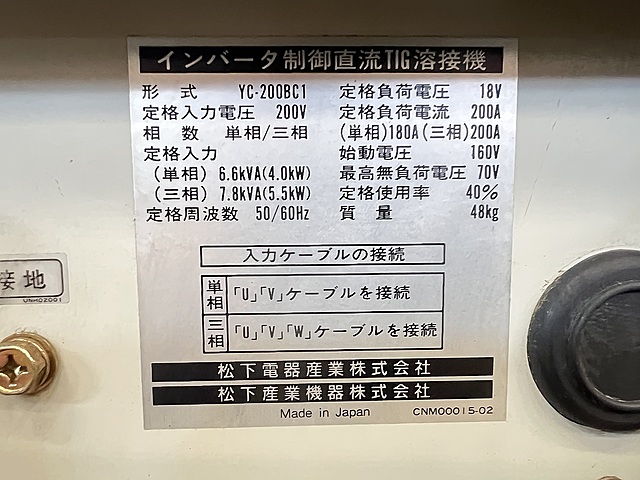 インバータ制御直流TIG溶接機
形 式 YC-200BC1
定格入力電圧 200V
相 数 単相/三相
定格入力
(単相) 6.6kVA(4.0kW)
(三相) 7.8kVA(5.5kW)
定格周波数 50/60Hz
定格負荷電圧 18V
定格負荷電流 200A
(単相)180A(三相)200A
始動電圧 160V
最高無負荷電圧 70V
定格使用率 40%
質 量 48kg
入力ケーブルの接続
単相 「U」「V」ケーブルを接続
三相 「U」「V」「W」ケーブルを接続
松下電器産業株式会社
松下産業機器株式会社
Made in Japan CNM00015-02
接地
UNH02001